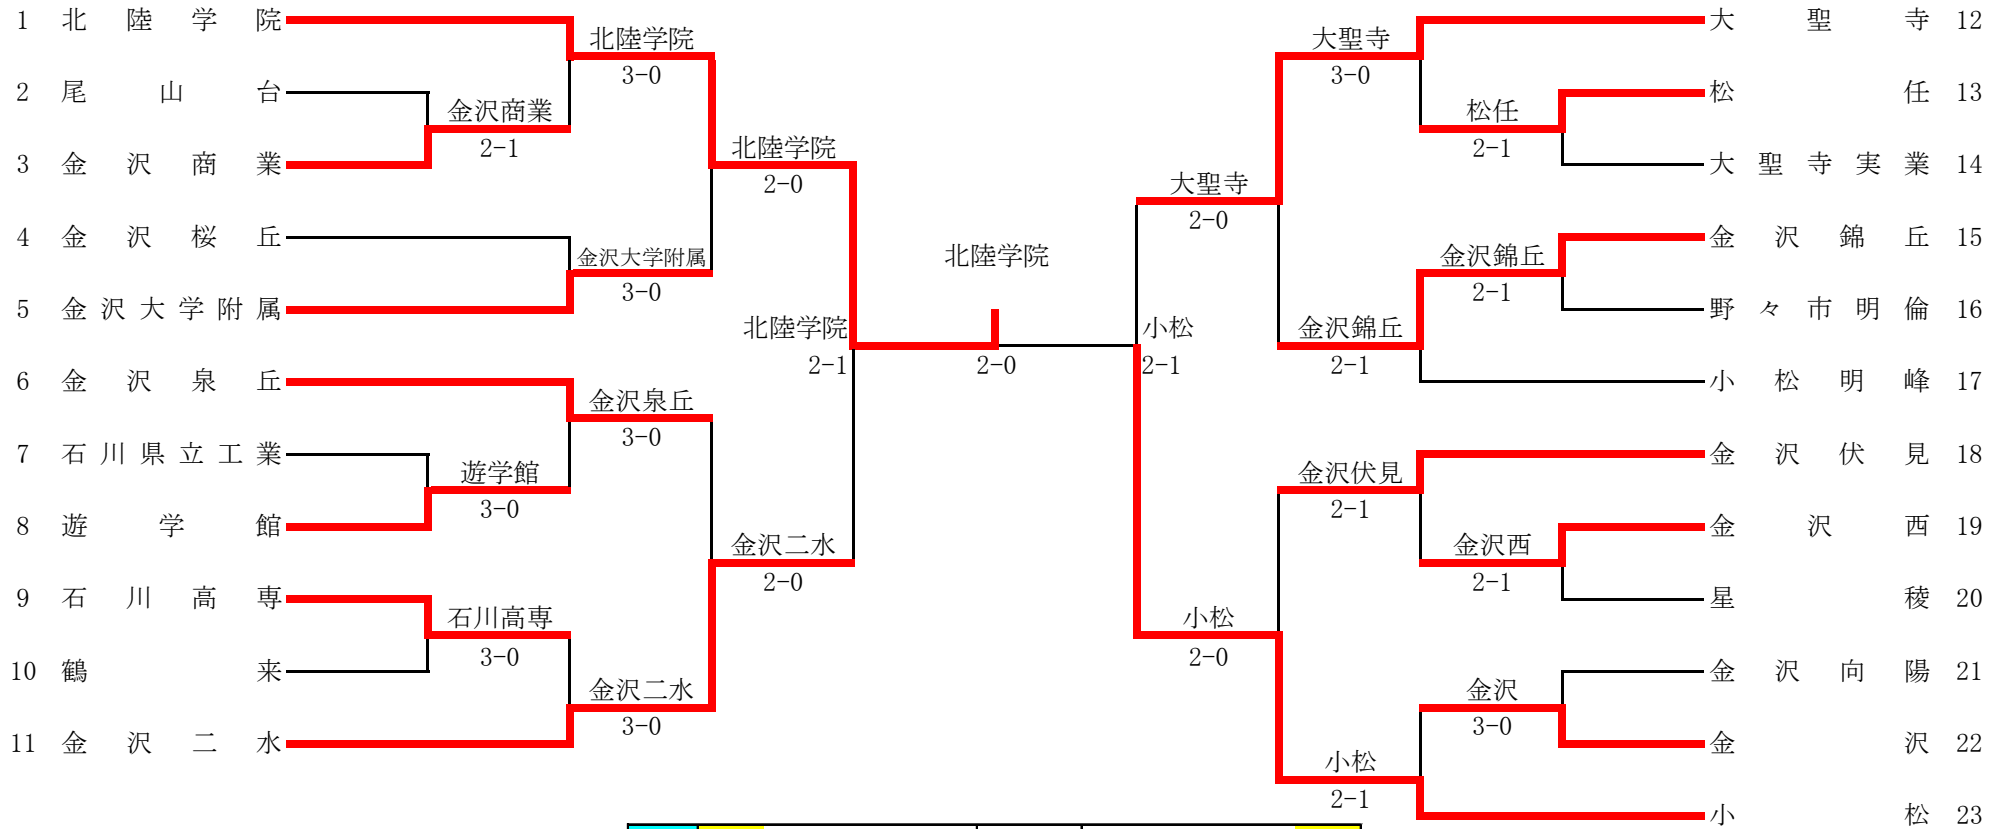 1 北陸学院 北陸学院 大聖寺 大聖寺 12
3-0 3-0
2 尾山台 松任 13
金沢商業 松任
2-1 2-1
3 金沢商業 北陸学院 大聖寺実業 14
2-0 大聖寺
2-0
4 金沢桜丘 金沢錦丘 15
金沢大学附属 北陸学院 金沢錦丘
3-0 2-1
5 金沢大学附属 野々市明倫 16
北陸学院 小松 金沢錦丘
2-1 2-0 2-1 2-1
6 金沢泉丘 小松明峰 17
金沢泉丘
3-0
7 石川県立工業 金沢伏見 18
遊学館 金沢伏見
3-0 2-1
8 遊学館 金沢西 19
金沢二水 金沢西
2-0 2-1
9 石川高専 星稜 20
石川高専 小松
3-0 2-0
10 鶴来 金沢向陽 21
金沢二水 金沢
3-0 3-0
11 金沢二水 金沢 22
小松
2-1
小松 23